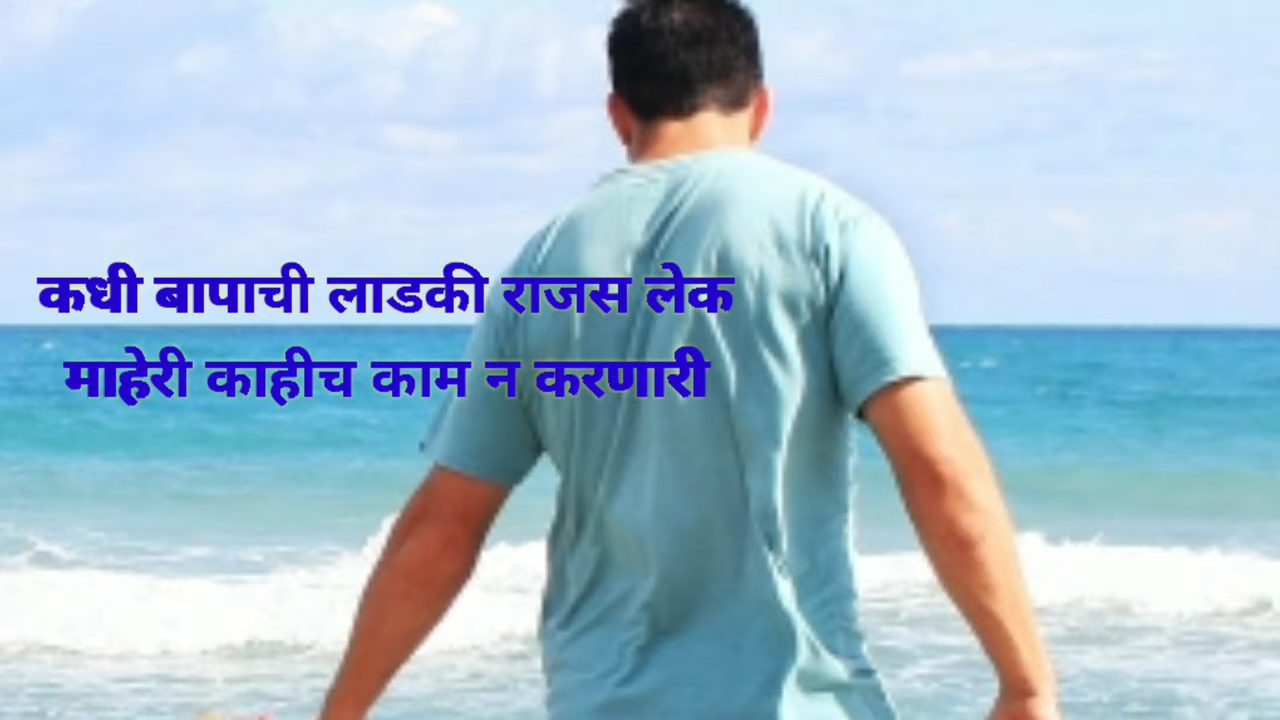 कधी बापाची लाडकी राजस लेक
माहेरी काहीच काम न करणारी